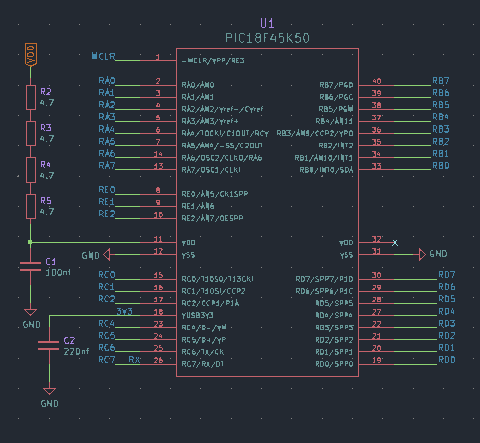 U1
PIC18F45K50
VDD
MCLR 1 -MCLR/VPP/RE3
R2
4.7
RA0 2 RA0/AN0 RB7/PGD 40 RB7
RA1 3 RA1/AN1 RB6/PGC 39 RB6
RA2 4 RA2/AN2/Vref-/CVref RB5/PGM 38 RB5
R3
4.7
RA3 5 RA3/AN3/Vref+ RB4/AN11 37 RB4
RA4 6 RA4/T0CKI/C1OUT/RCV RB3/AN9/CCP2/VPO 36 RB3
RA5 7 RA5/AN4/-SS/C2OUT RB2/INT2 35 RB2
R4
4.7
RA6 14 RA6/OSC2/CLKO/RA6 RB1/AN10/INT1 34 RB1
RA7 13 RA7/OSC1/CLKI RB0/INT0/SDA 33 RB0
R5
4.7
RE0 8 RE0/AN5/CK1SPP
RE1 9 RE1/AN6
RE2 10 RE2/AN7/OESPP
11 VDD VDD 32
GND 12 VSS VSS 31 GND
C1
100nf
RC0 15 RC0/T1OSO/T13CKI RD7/SPP7/P1D 30 RD7
RC1 16 RC1/T1OSI/CCP2 RD6/SPP6/P1C 29 RD6
RC2 17 RC2/CCP1/P1A RD5/SPP5 28 RD5
3V3 18 VUSB3V3 RD4/SPP4 27 RD4
GND
RC4 23 RC4/D-/VM RD3/SPP3 22 RD3
RC5 24 RC5/D+/VP RD2/SPP2 21 RD2
C2
220nf
RC6 25 RC6/TX/CK RD1/SPP1 20 RD1
RC7 RX 26 RC7/RX/DT RD0/SPP0 19 RD0
GND